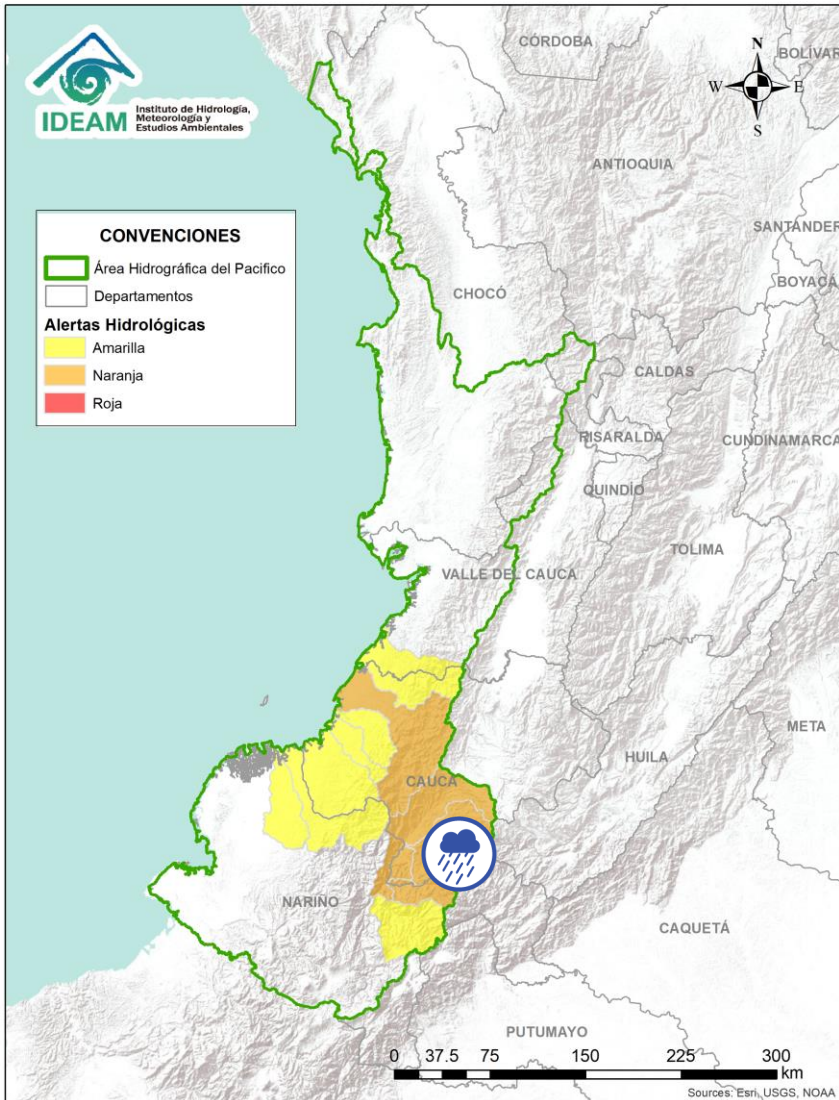 IDEAM
Instituto de Hidrología,
Meteorología y
Estudios Ambientales
CONVENCIONES
Área Hidrográfica del Pacifico
Departamentos
Alertas Hidrológicas
Amarilla
Naranja
Roja
N
W
E
S
CÓRDOBA
BOLÍVAR
ANTIOQUIA
SANTANDER
BOYACÁ
CHOCÓ
CALDAS
RISARALDA
CUNDINAMARCA
QUINDÍO
TOLIMA
VALLE DEL CAUCA
META
HUILA
CAUCA
NARIÑO
CAQUETÁ
PUTUMAYO
0 37.5 75 150 225 300
km
Sources: Esri, USGS, NOAA